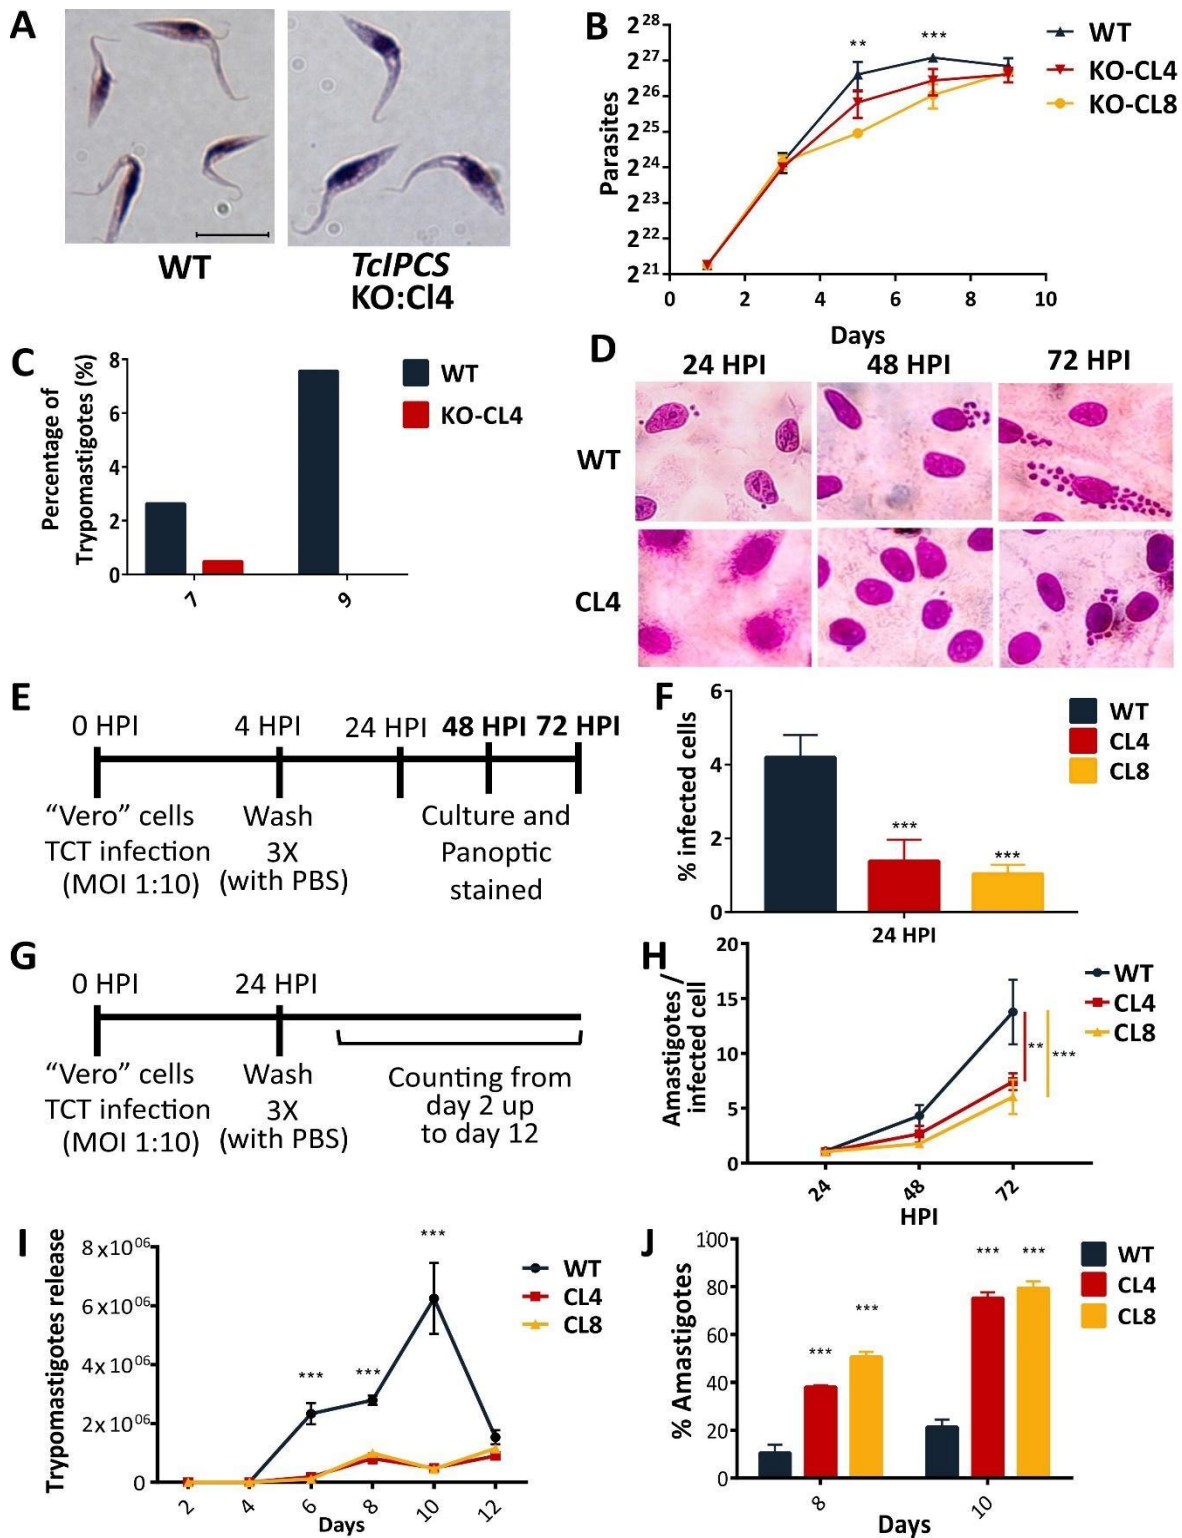 A
WT
TcIPCS
KO:Cl4
B
2^28
2^27
2^26
2^25
2^24
2^23
2^22
2^21
Parasites
** ***
0 2 4 6 8 10
Days
WT
KO-CL4
KO-CL8
C
Percentage of
Trypomastigotes (%)
8
6
4
2
0
7 9
WT
KO-CL4
D
24 HPI 48 HPI 72 HPI
WT
CL4
E
0 HPI 4 HPI 24 HPI 48 HPI 72 HPI
"Vero" cells
TCT infection
(MOI 1:10)
Wash
3X
(with PBS)
Culture and
Panoptic
stained
F
% infected cells
6
4
2
0
*** ***
24 HPI
WT
CL4
CL8
G
0 HPI 24 HPI
"Vero" cells
TCT infection
(MOI 1:10)
Wash
3X
(with PBS)
Counting from
day 2 up
to day 12
H
Amastigotes /
infected cell
20
15
10
5
0
24 48 72
HPI
** ***
WT
CL4
CL8
I
Trypomastigotes release
8x10^06
6x10^06
4x10^06
2x10^06
0
*** *** ***
2 4 6 8 10 12
Days
WT
CL4
CL8
J
% Amastigotes
100
80
60
40
20
0
*** *** *** ***
8 10
Days
WT
CL4
CL8